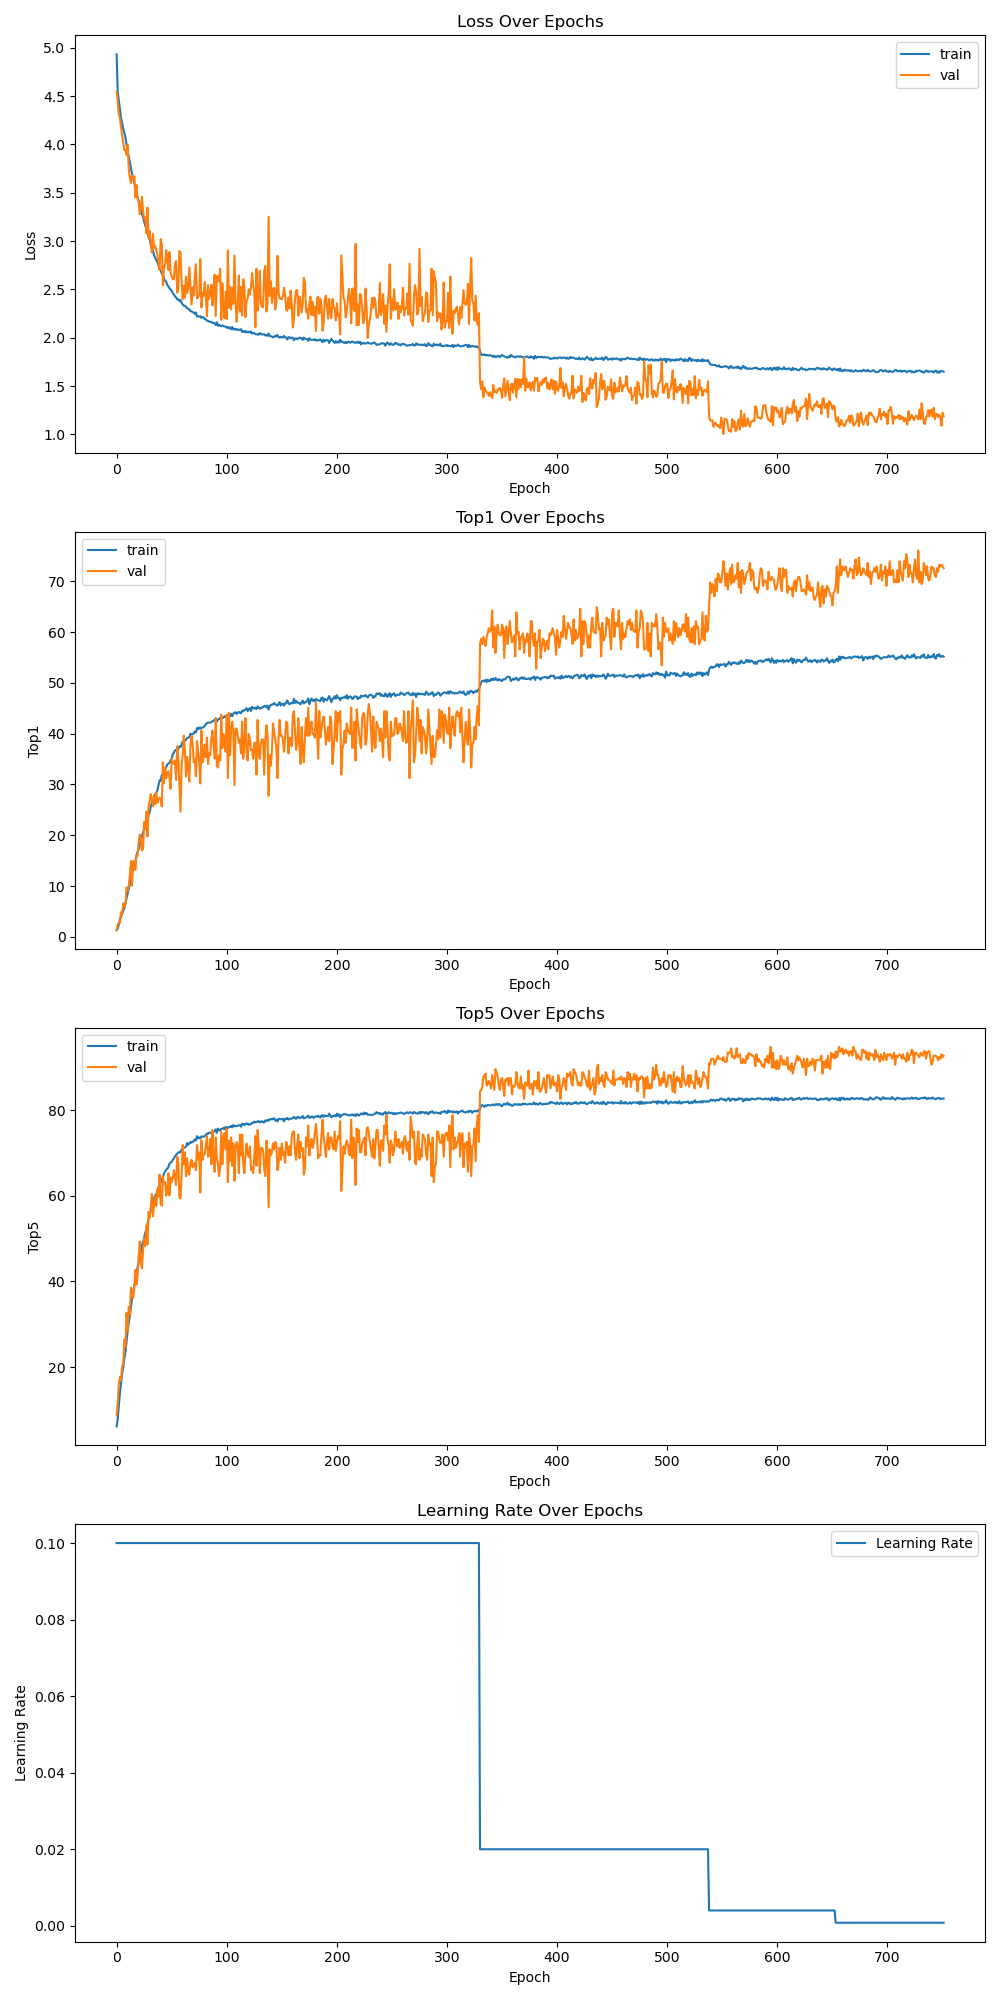 Loss Over Epochs
train
val
5.0
4.5
4.0
3.5
3.0
2.5
2.0
1.5
1.0
Loss
0 100 200 300 400 500 600 700
Epoch
Top1 Over Epochs
train
val
70
60
50
40
30
20
10
0
Top1
0 100 200 300 400 500 600 700
Epoch
Top5 Over Epochs
train
val
80
60
40
20
Top5
0 100 200 300 400 500 600 700
Epoch
Learning Rate Over Epochs
Learning Rate
0.10
0.08
0.06
0.04
0.02
0.00
Learning Rate
0 100 200 300 400 500 600 700
Epoch